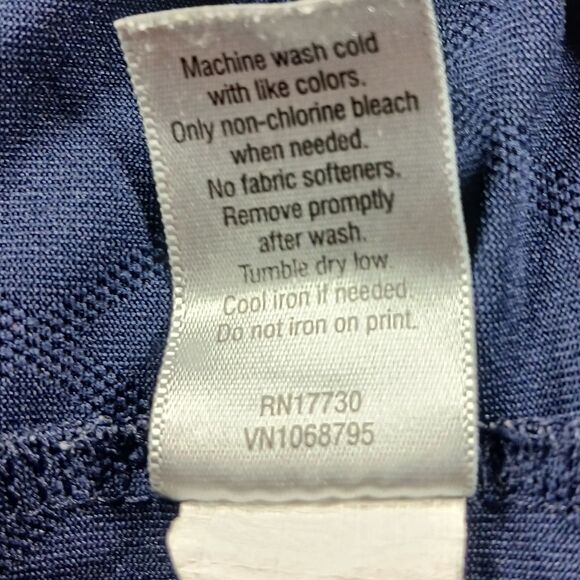 Machine wash cold
with like colors.
Only non-chlorine bleach
when needed.
No fabric softeners.
Remove promptly
after wash.
Tumble dry low.
Cool iron if needed.
Do not iron on print.
RN17730
VN1068795